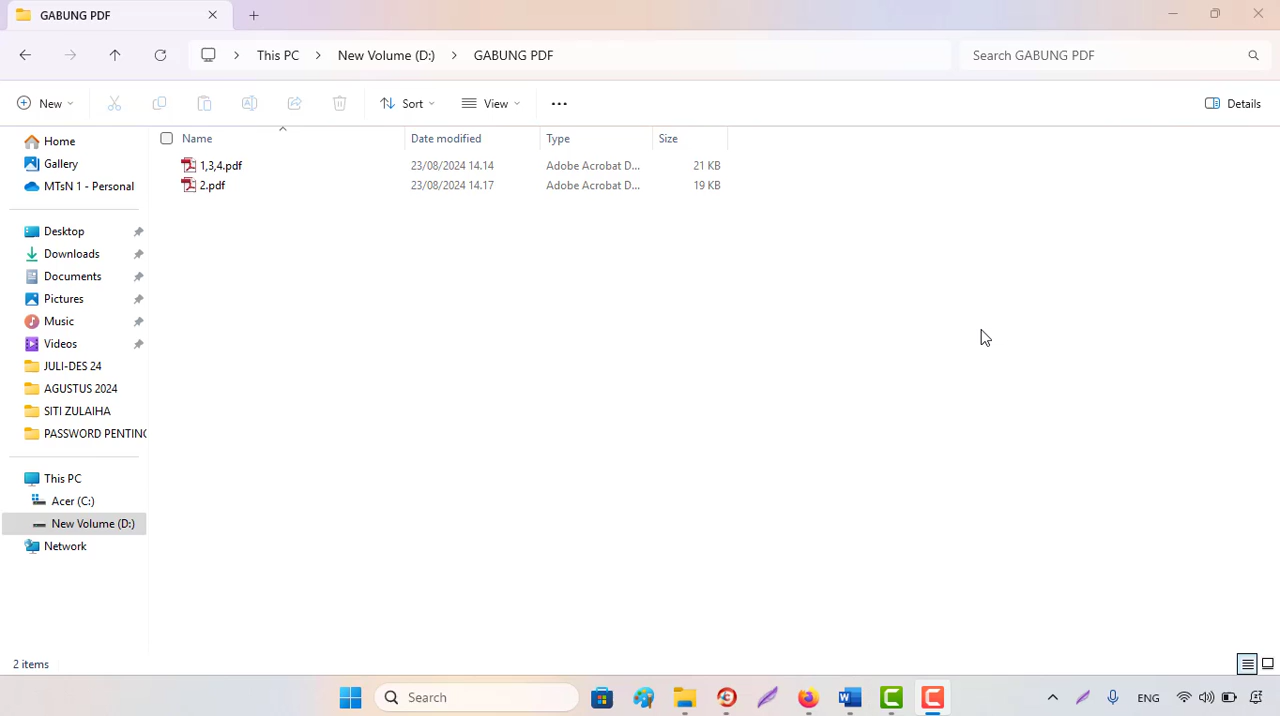 GABUNG PDF
This PC > New Volume (D:) > GABUNG PDF
Search GABUNG PDF
New
Sort
View
Details
Name Date modified Type Size
1,3,4.pdf 23/08/2024 14.14 Adobe Acrobat D... 21 KB
2.pdf 23/08/2024 14.17 Adobe Acrobat D... 19 KB
Home
Gallery
MTsN 1 - Personal
Desktop
Downloads
Documents
Pictures
Music
Videos
JULI-DES 24
AGUSTUS 2024
SITI ZULAIHA
PASSWORD PENTING
This PC
Acer (C:)
New Volume (D:)
Network
2 items
Search
ENG